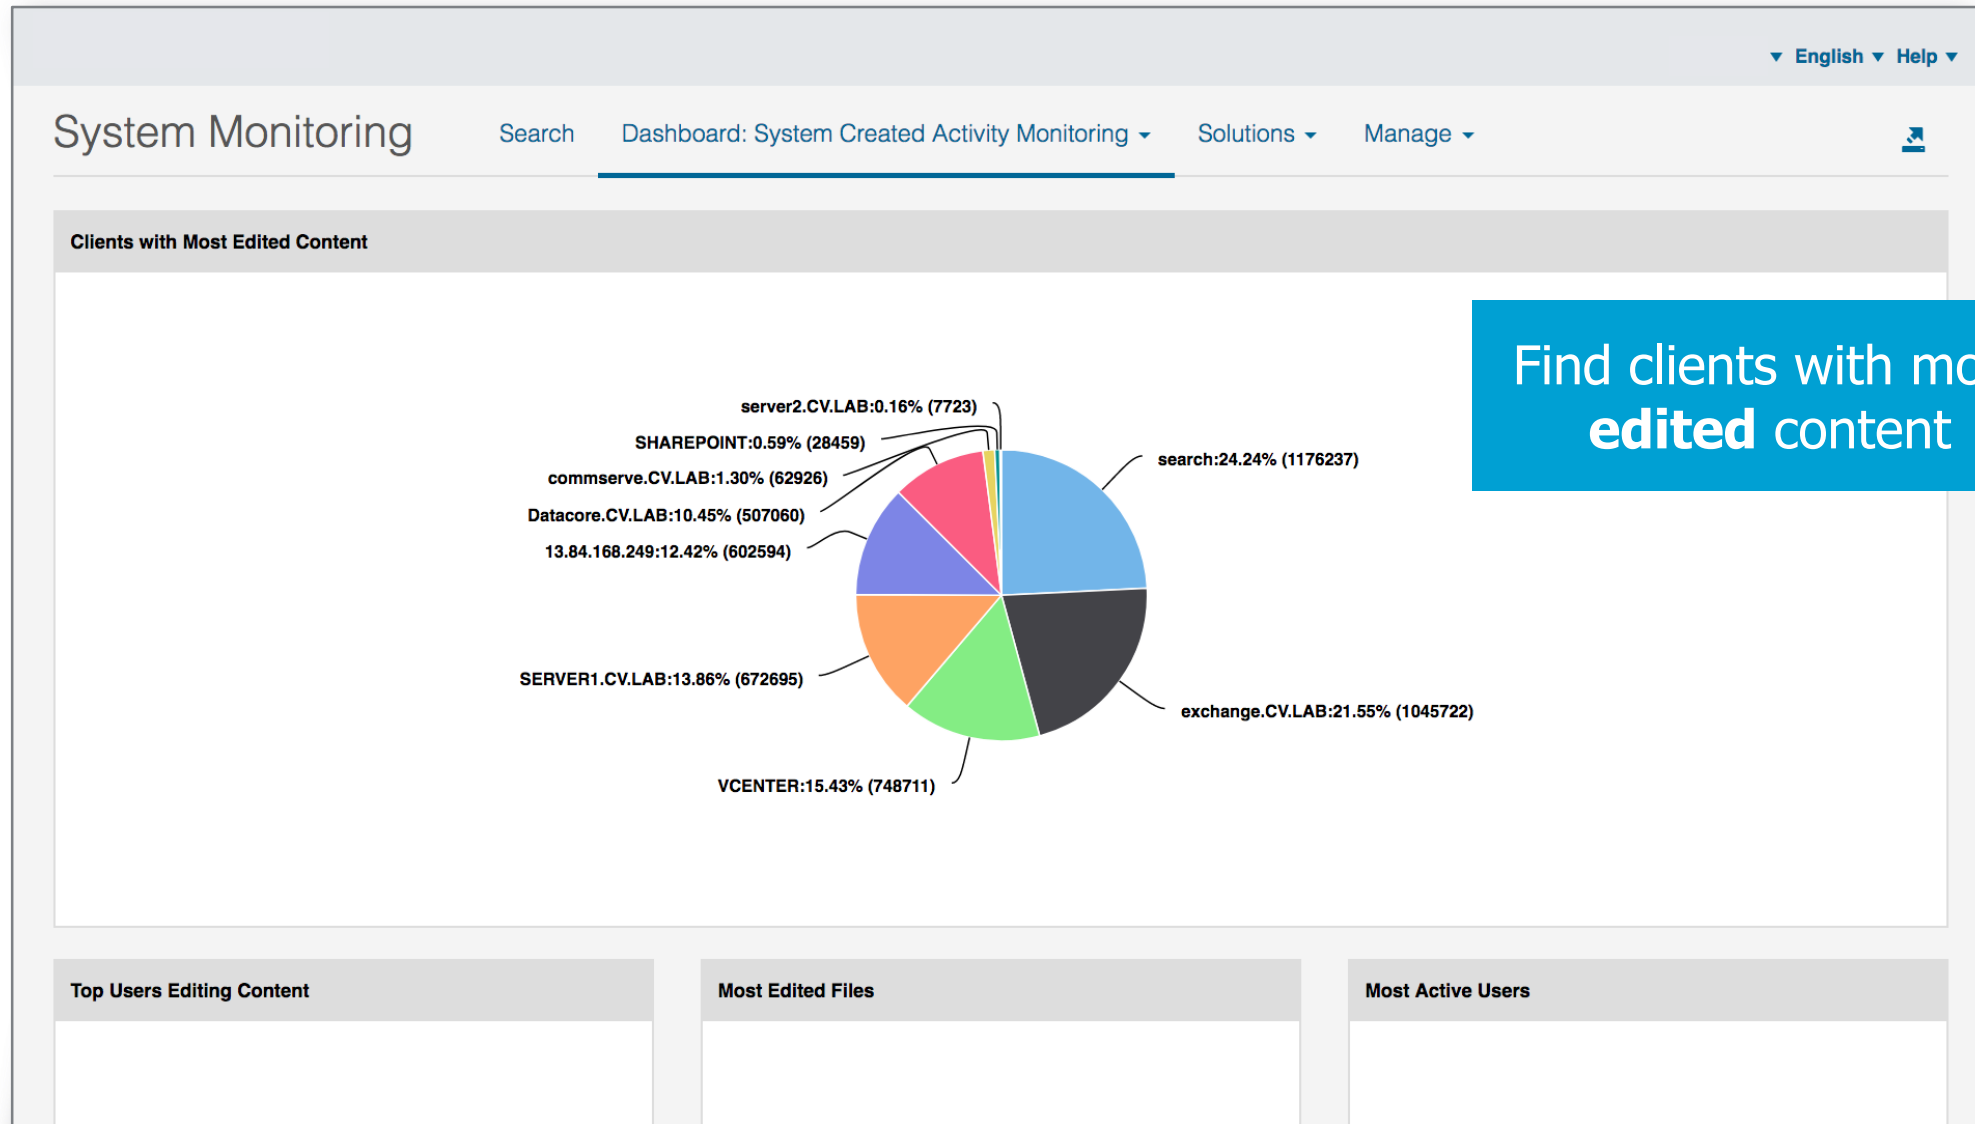 English Help
System Monitoring Search Dashboard: System Created Activity Monitoring Solutions Manage
Clients with Most Edited Content
Find clients with
edited content
server2.CV.LAB:0.16% (7723)
SHAREPOINT:0.59% (28459)
search:24.24% (1176237)
commserve.CV.LAB:1.30% (62926)
Datacore.CV.LAB:10.45% (507060)
13.84.168.249:12.42% (602594)
SERVER1.CV.LAB:13.86% (672695)
exchange.CV.LAB:21.55% (1045722)
VCENTER:15.43% (748711)
Top Users Editing Content
Most Edited Files
Most Active Users